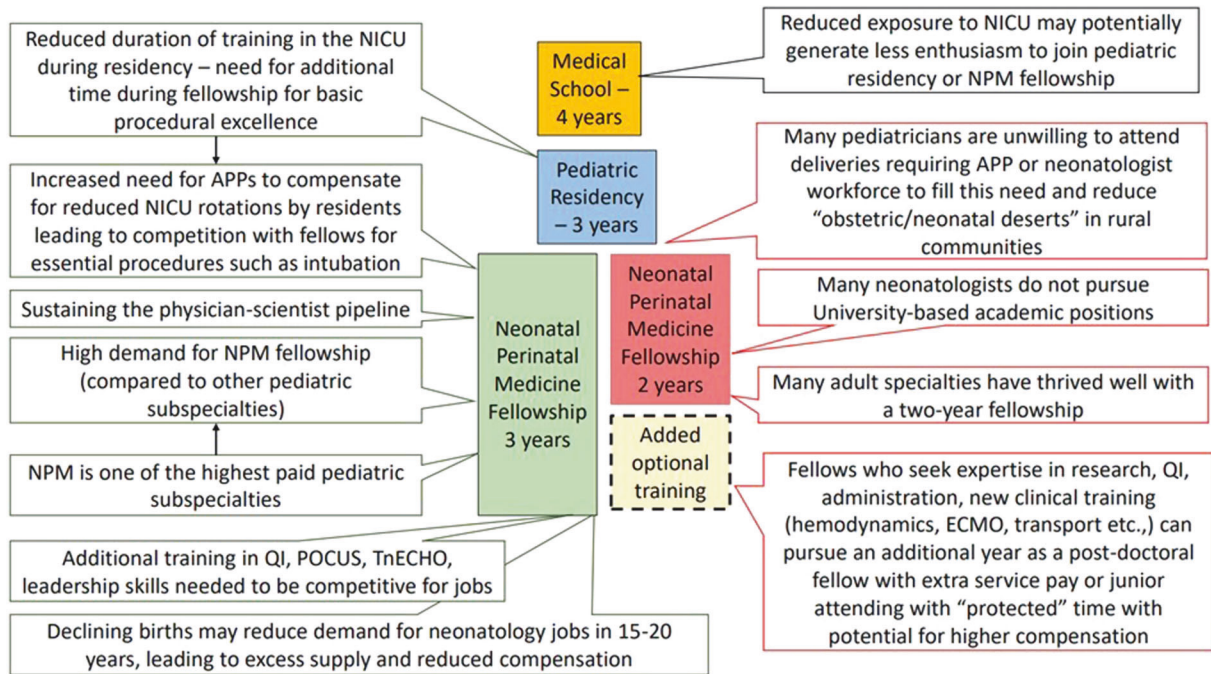 Reduced duration of training in the NICU
during residency – need for additional
time during fellowship for basic
procedural excellence
Increased need for APPs to compensate
for reduced NICU rotations by residents
leading to competition with fellows for
essential procedures such as intubation
Sustaining the physician-scientist pipeline
High demand for NPM fellowship
(compared to other pediatric
subspecialties)
NPM is one of the highest paid pediatric
subspecialties
Additional training in QI, POCUS, TnECHO,
leadership skills needed to be competitive for jobs
Declining births may reduce demand for neonatology jobs in 15-20
years, leading to excess supply and reduced compensation
Medical
School –
4 years
Pediatric
Residency
– 3 years
Neonatal
Perinatal
Medicine
Fellowship
3 years
Neonatal
Perinatal
Medicine
Fellowship
2 years
Added
optional
training
Reduced exposure to NICU may potentially
generate less enthusiasm to join pediatric
residency or NPM fellowship
Many pediatricians are unwilling to attend
deliveries requiring APP or neonatologist
workforce to fill this need and reduce
“obstetric/neonatal deserts” in rural
communities
Many neonatologists do not pursue
University-based academic positions
Many adult specialties have thrived well with
a two-year fellowship
Fellows who seek expertise in research, QI,
administration, new clinical training
(hemodynamics, ECMO, transport etc.,) can
pursue an additional year as a post-doctoral
fellow with extra service pay or junior
attending with “protected” time with
potential for higher compensation